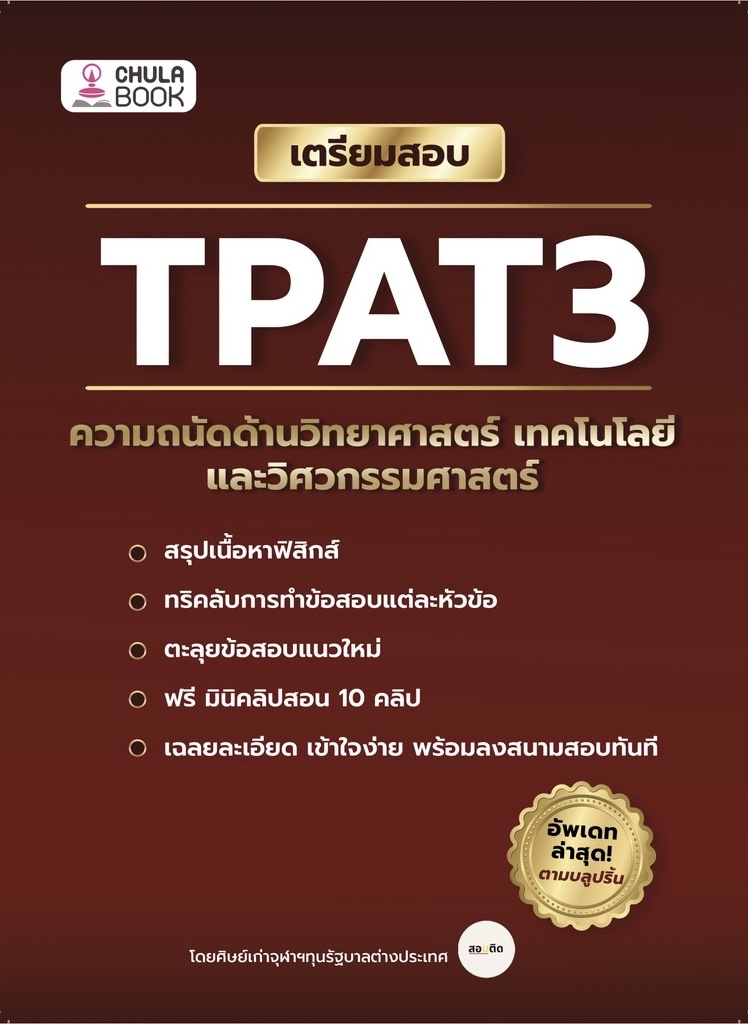 CHULA
BOOK
เตรียมสอบ
TPAT3
ความถนัดด้านวิทยาศาสตร์ เทคโนโลยี
และวิศวกรรมศาสตร์
สรุปเนื้อหาฟิสิกส์
ทริคลับการทำข้อสอบแต่ละหัวข้อ
ตะลุยข้อสอบแนวใหม่
ฟรี มินิคลิปสอน 10 คลิป
เฉลยละเอียด เข้าใจง่าย พร้อมลงสนามสอบทันที
อัพเดท
ล่าสุด!
ตามบลูปริ้น
โดยศิษย์เก่าจุฬาฯทุนรัฐบาลต่างประเทศ
สอบติด